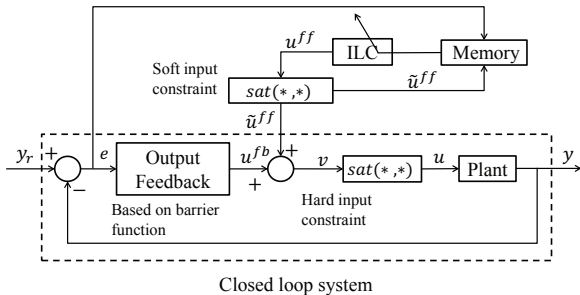 u^{ff}
ILC
Memory
Soft input
constraint
sat(*,*)
ũ^{ff}
ũ^{ff}
y_r
+
−
e
Output
Feedback
u^{fb}
+
+
v
sat(*,*)
u
Plant
y
Based on barrier
function
Hard input
constraint
Closed loop system